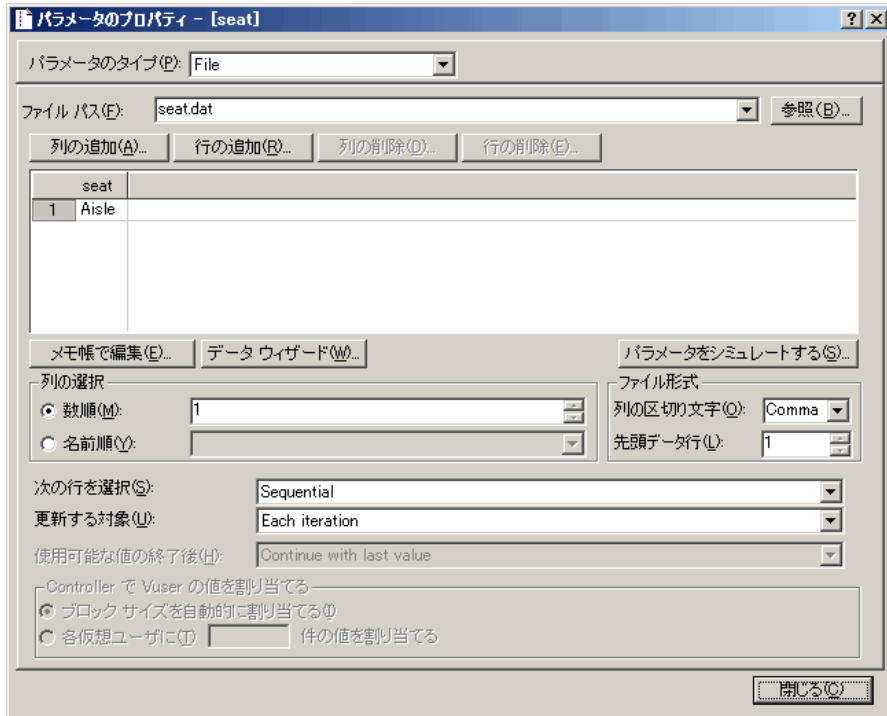 パラメータのプロパティ - [seat]
パラメータのタイプ(P): File
ファイル パス(F): seat.dat 参照(B)...
列の追加(A)... 行の追加(R)... 列の削除(D)... 行の削除(E)...
seat
1 Aisle
メモ帳で編集(E)... データ ウィザード(W)... パラメータをシミュレートする(S)...
列の選択
数順(M): 1
名前順(Y):
ファイル形式
列の区切り文字(O): Comma
先頭データ行(L): 1
次の行を選択(S): Sequential
更新する対象(U): Each iteration
使用可能な値の終了後(H): Continue with last value
Controller で Vuser の値を割り当てる
ブロック サイズを自動的に割り当てる(I)
各仮想ユーザに(T) 件の値を割り当てる
閉じる(C)